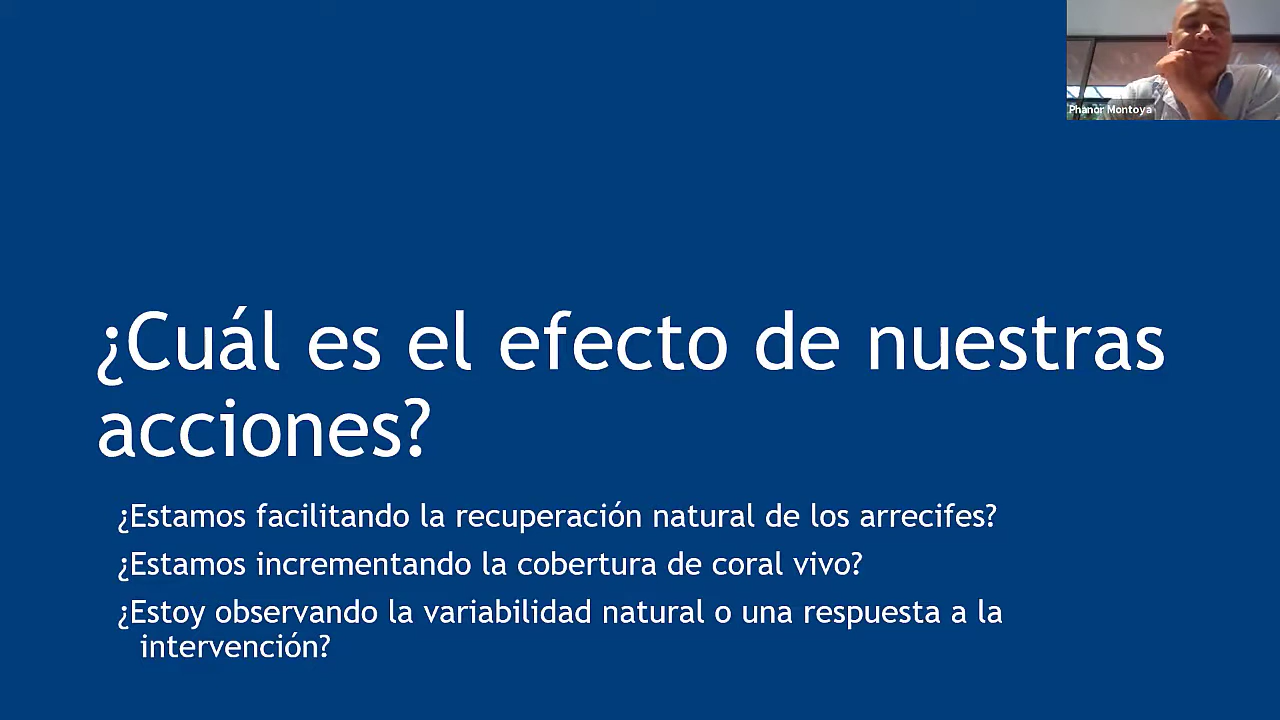 Phanor Montoya
¿Cuál es el efecto de nuestras
acciones?
¿Estamos facilitando la recuperación natural de los arrecifes?
¿Estamos incrementando la cobertura de coral vivo?
¿Estoy observando la variabilidad natural o una respuesta a la
intervención?